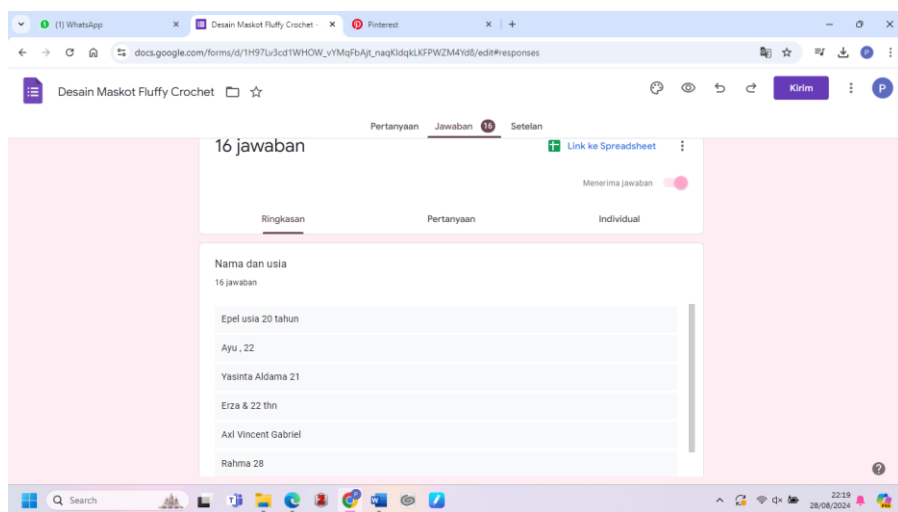 (1) WhatsApp
Desain Maskot Fluffy Crochet -
Pinterest
docs.google.com/forms/d/1H97Lv3cd1WHOW_vYMqFbAjt_naqKldqkLKFPWZM4Yd8/edit#responses
P
Desain Maskot Fluffy Crochet
Kirim
P
Pertanyaan
Jawaban 16
Setelan
16 jawaban
Link ke Spreadsheet
Menerima jawaban
Ringkasan
Pertanyaan
Individual
Nama dan usia
16 jawaban
Epel usia 20 tahun
Ayu , 22
Yasinta Aldama 21
Erza & 22 thn
Axl Vincent Gabriel
Rahma 28
Search
22:19
28/08/2024